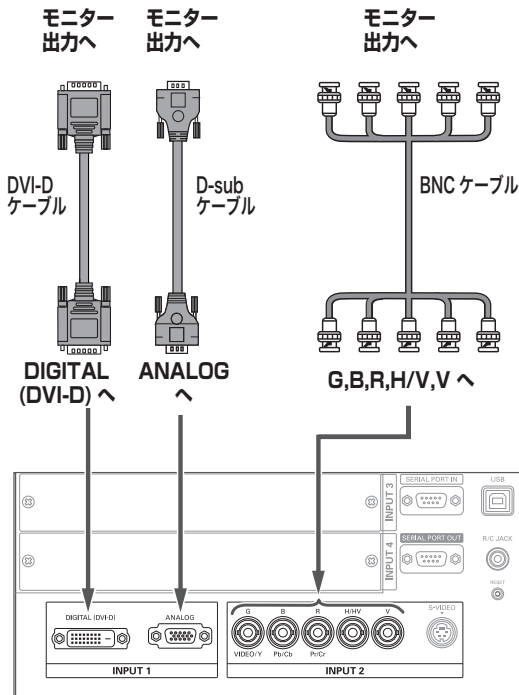 モニター
出力へ
モニター
出力へ
モニター
出力へ
DVI-D
ケーブル
D-sub
ケーブル
BNC ケーブル
DIGITAL
(DVI-D) へ
ANALOG
へ
G,B,R,H/V,V へ
INPUT 3
SERIAL PORT IN
USB
INPUT 4
SERIAL PORT OUT
R/C JACK
RESET
DIGITAL (DVI-D)
ANALOG
INPUT 1
G
B
R
H/HV
V
S-VIDEO
VIDEO/Y
Pb/Cb
Pr/Cr
INPUT 2